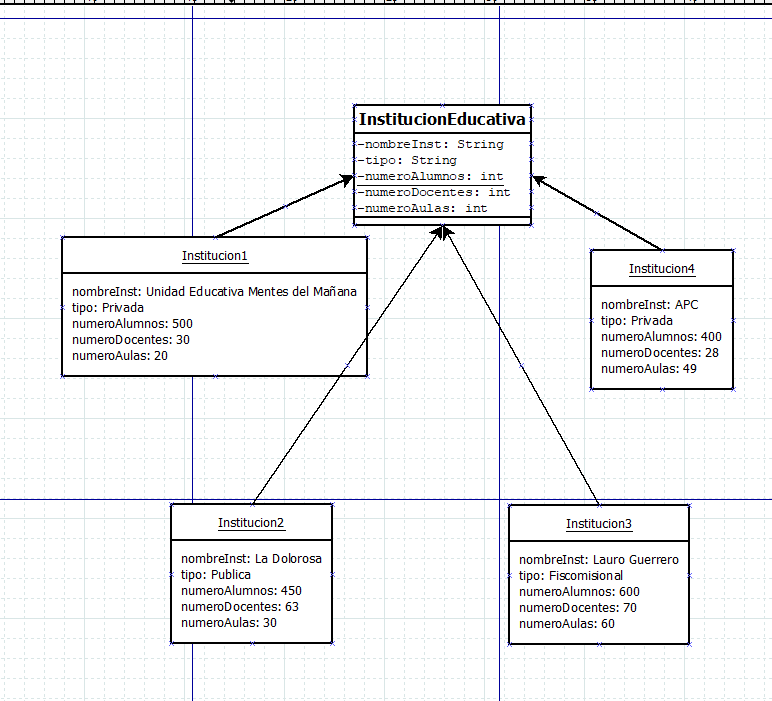 InstitucionEducativa
-nombreInst: String
-tipo: String
-numeroAlumnos: int
-numeroDocentes: int
-numeroAulas: int
Institucion1
nombreInst: Unidad Educativa Mentes del Mañana
tipo: Privada
numeroAlumnos: 500
numeroDocentes: 30
numeroAulas: 20
Institucion4
nombreInst: APC
tipo: Privada
numeroAlumnos: 400
numeroDocentes: 28
numeroAulas: 49
Institucion2
nombreInst: La Dolorosa
tipo: Publica
numeroAlumnos: 450
numeroDocentes: 63
numeroAulas: 30
Institucion3
nombreInst: Lauro Guerrero
tipo: Fiscomisional
numeroAlumnos: 600
numeroDocentes: 70
numeroAulas: 60